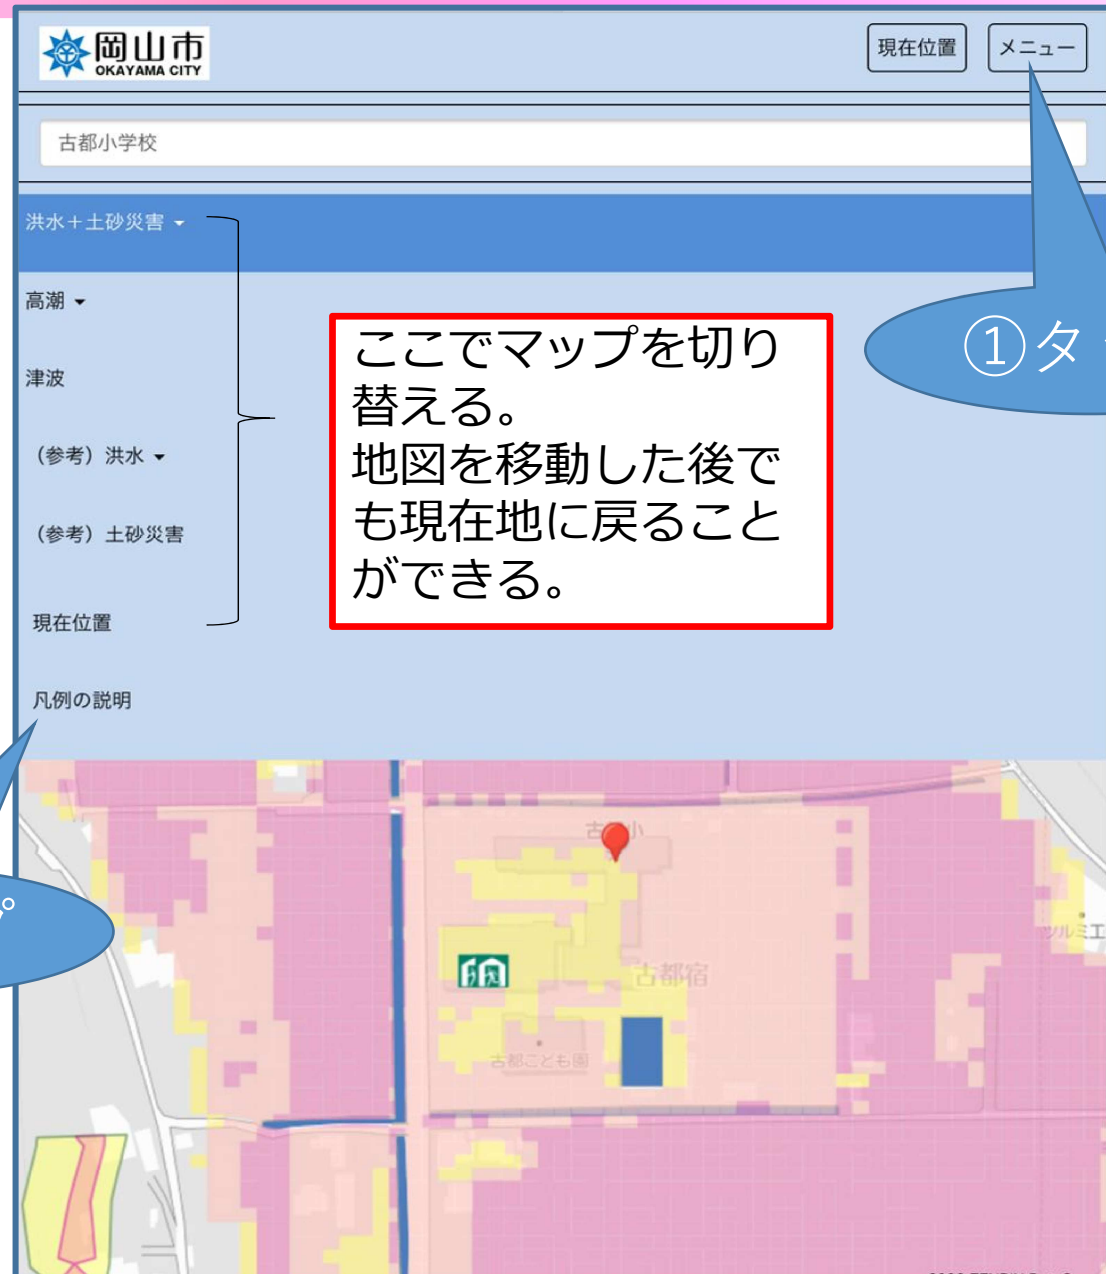 岡山市
OKAYAMA CITY
現在位置
メニュー
古都小学校
洪水+土砂災害
高潮
津波
(参考)洪水
(参考)土砂災害
現在位置
凡例の説明
ここでマップを切り
替える。
地図を移動した後で
も現在地に戻ること
ができる。
①タ
プ
古都宿
古都こども園